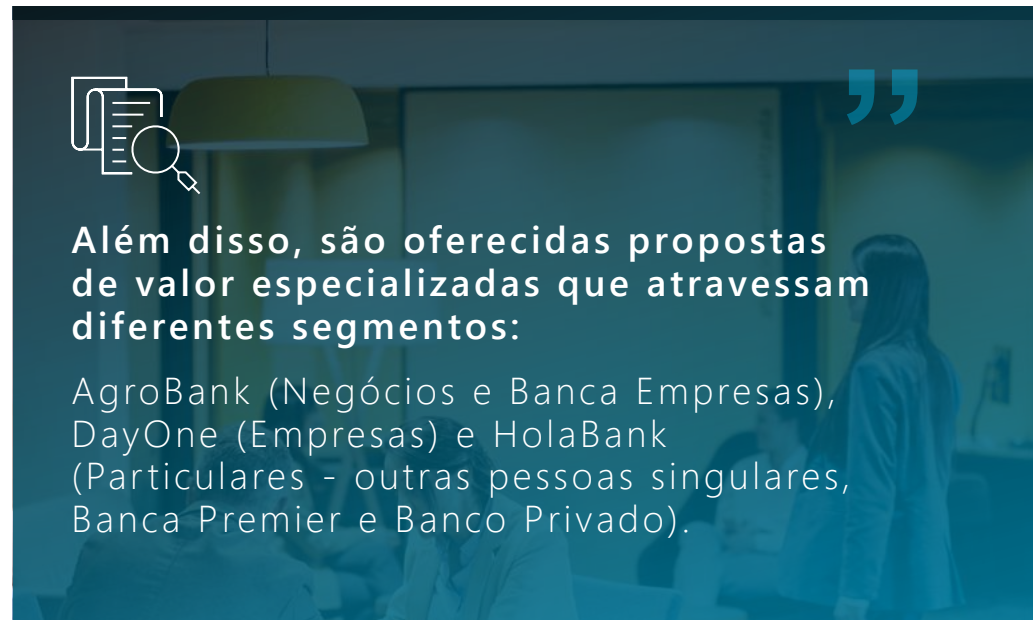 Além disso, são oferecidas propostas
de valor especializadas que atravessam
diferentes segmentos:
AgroBank (Negócios e Banca Empresas),
DayOne (Empresas) e HolaBank
(Particulares - outras pessoas singulares,
Banca Premier e Banco Privado).